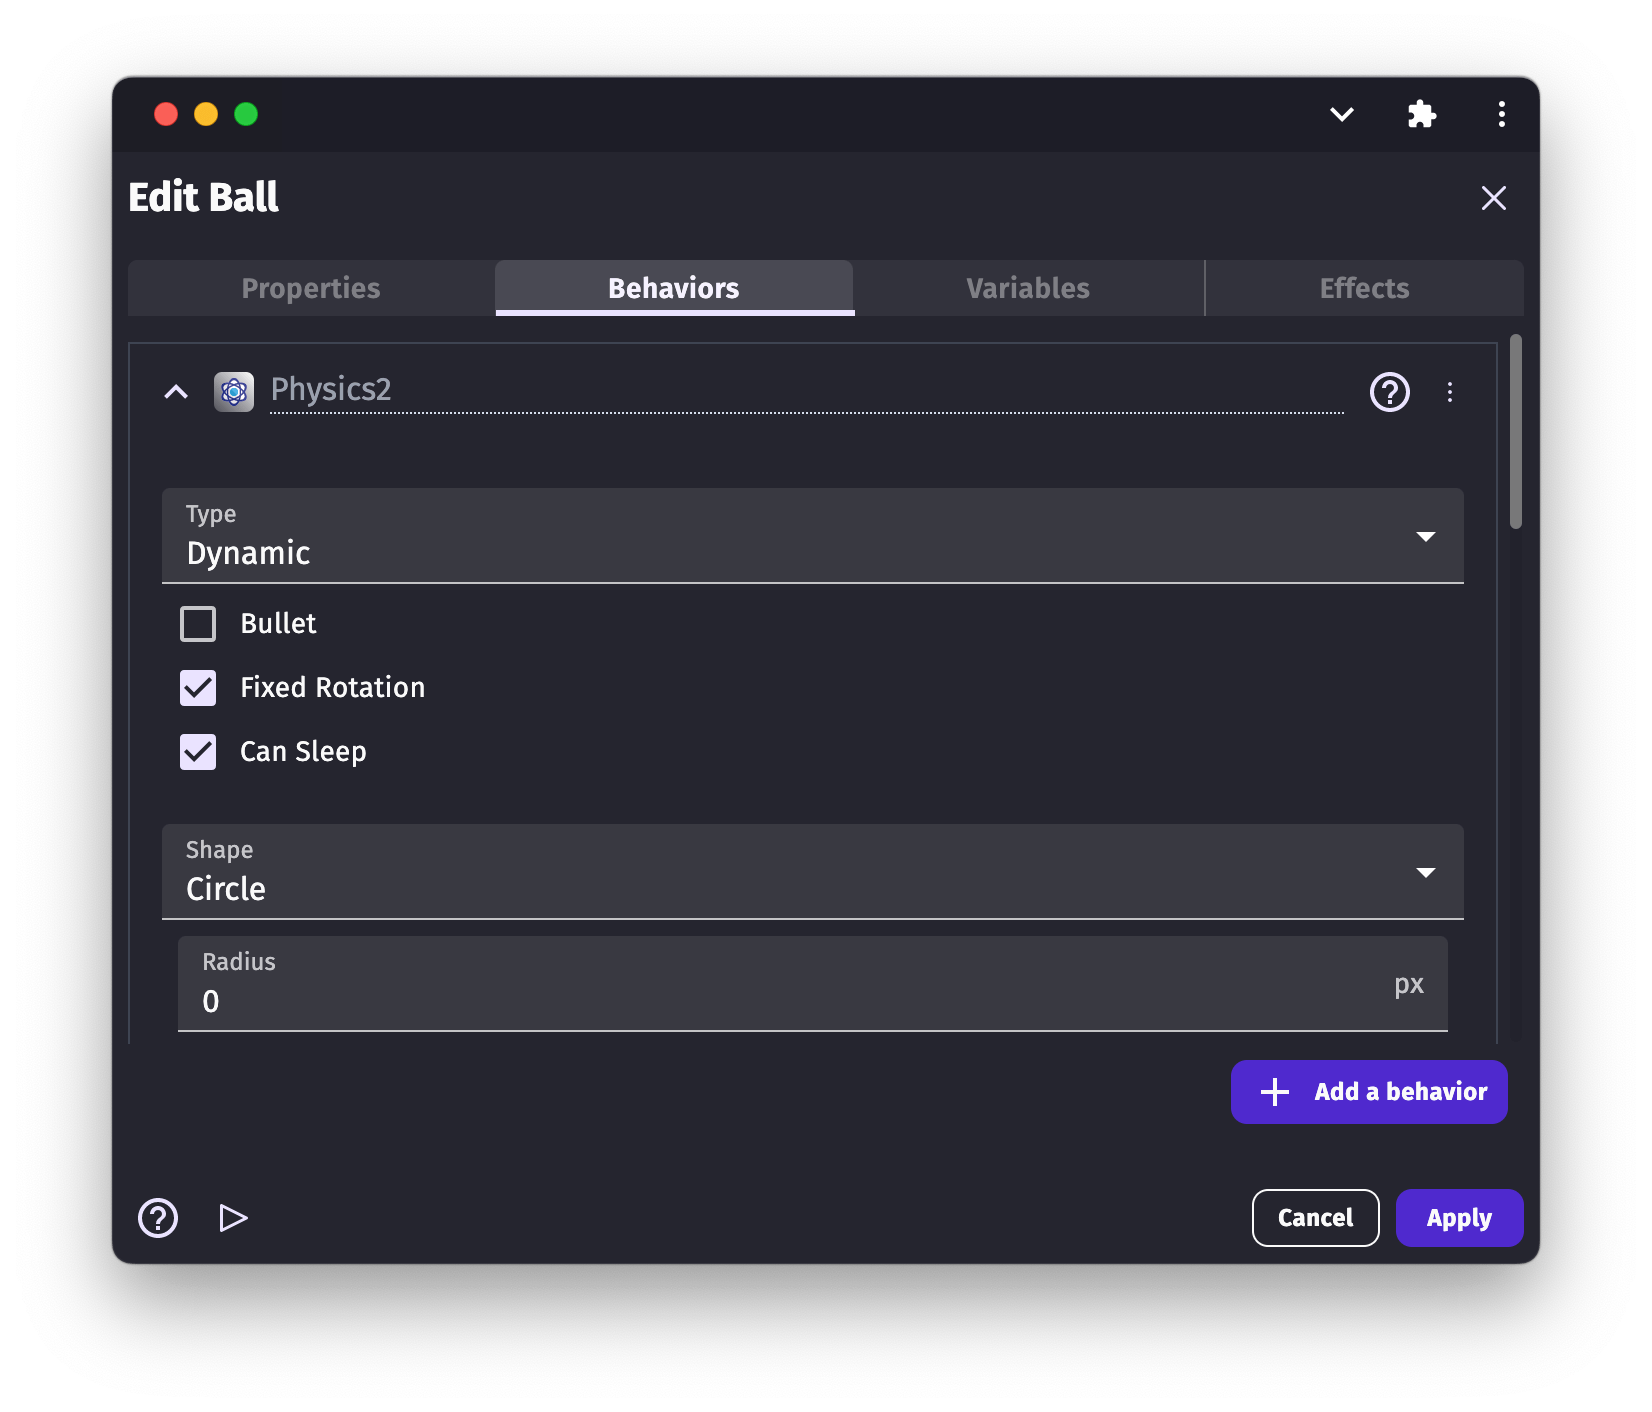 Edit Ball
Properties
Behaviors
Variables
Effects
Physics2
Type
Dynamic
Bullet
Fixed Rotation
Can Sleep
Shape
Circle
Radius
0
px
Add a behavior
Cancel
Apply